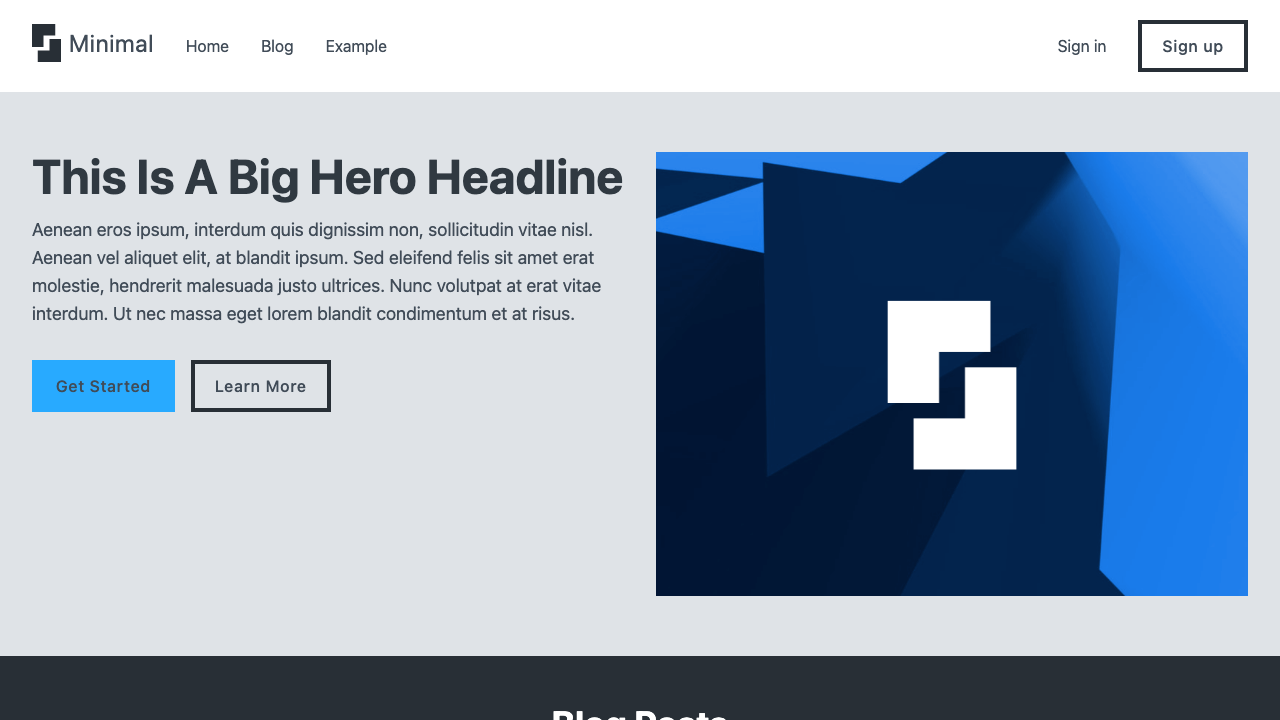 Minimal
Home
Blog
Example
Sign in
Sign up
This Is A Big Hero Headline
Aenean eros ipsum, interdum quis dignissim non, sollicitudin vitae nisl.
Aenean vel aliquet elit, at blandit ipsum. Sed eleifend felis sit amet erat
molestie, hendrerit malesuada justo ultrices. Nunc volutpat at erat vitae
interdum. Ut nec massa eget lorem blandit condimentum et at risus.
Get Started
Learn More
Blog Posts